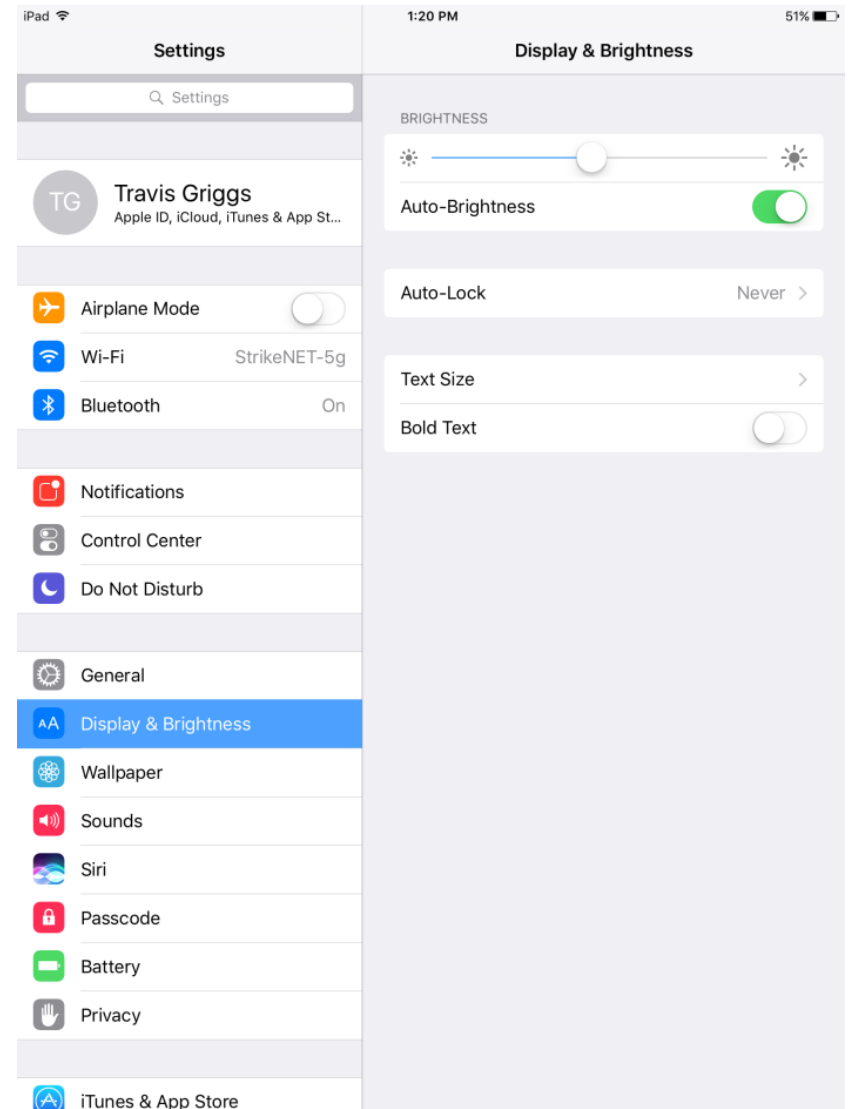 iPad 1:20 PM 51%
Settings
Display & Brightness
Settings
TG
Travis Griggs
Apple ID, iCloud, iTunes & App St...
Airplane Mode
Wi-Fi StrikeNET-5g
Bluetooth On
Notifications
Control Center
Do Not Disturb
General
AA Display & Brightness
Wallpaper
Sounds
Siri
Passcode
Battery
Privacy
iTunes & App Store
BRIGHTNESS
Auto-Brightness
Auto-Lock Never
Text Size
Bold Text